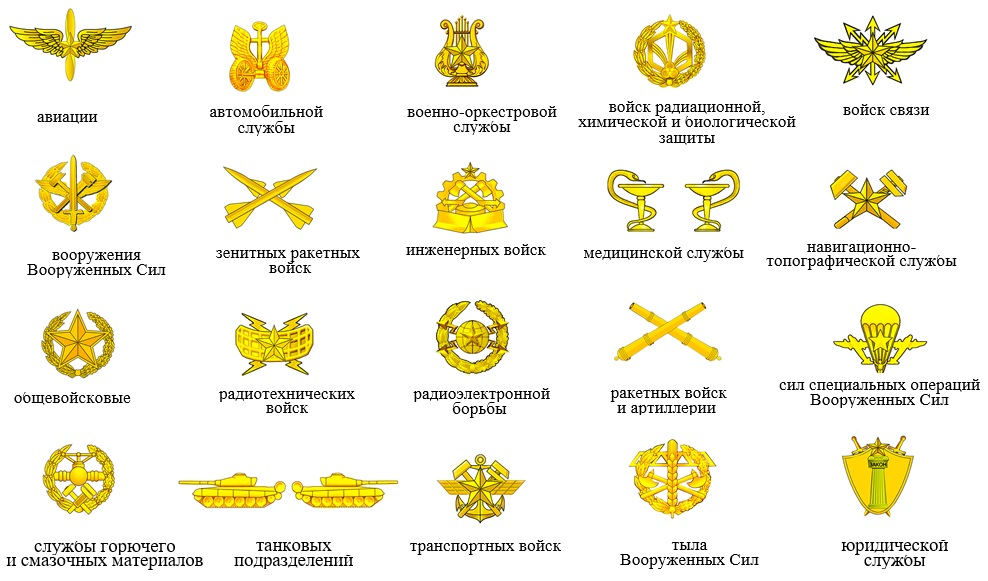 авиации
автомобильной
службы
военно-оркестровой
службы
войск радиационной,
химической и биологической
защиты
войск связи
вооружения
Вооруженных Сил
зенитных ракетных
войск
инженерных войск
медицинской службы
навигационно-
топографической службы
общевойсковые
радиотехнических
войск
радиоэлектронной
борьбы
ракетных войск
и артиллерии
сил специальных операций
Вооруженных Сил
службы горючего
и смазочных материалов
танковых
подразделений
транспортных войск
тыла
Вооруженных Сил
ЗАКОН
юридической
службы